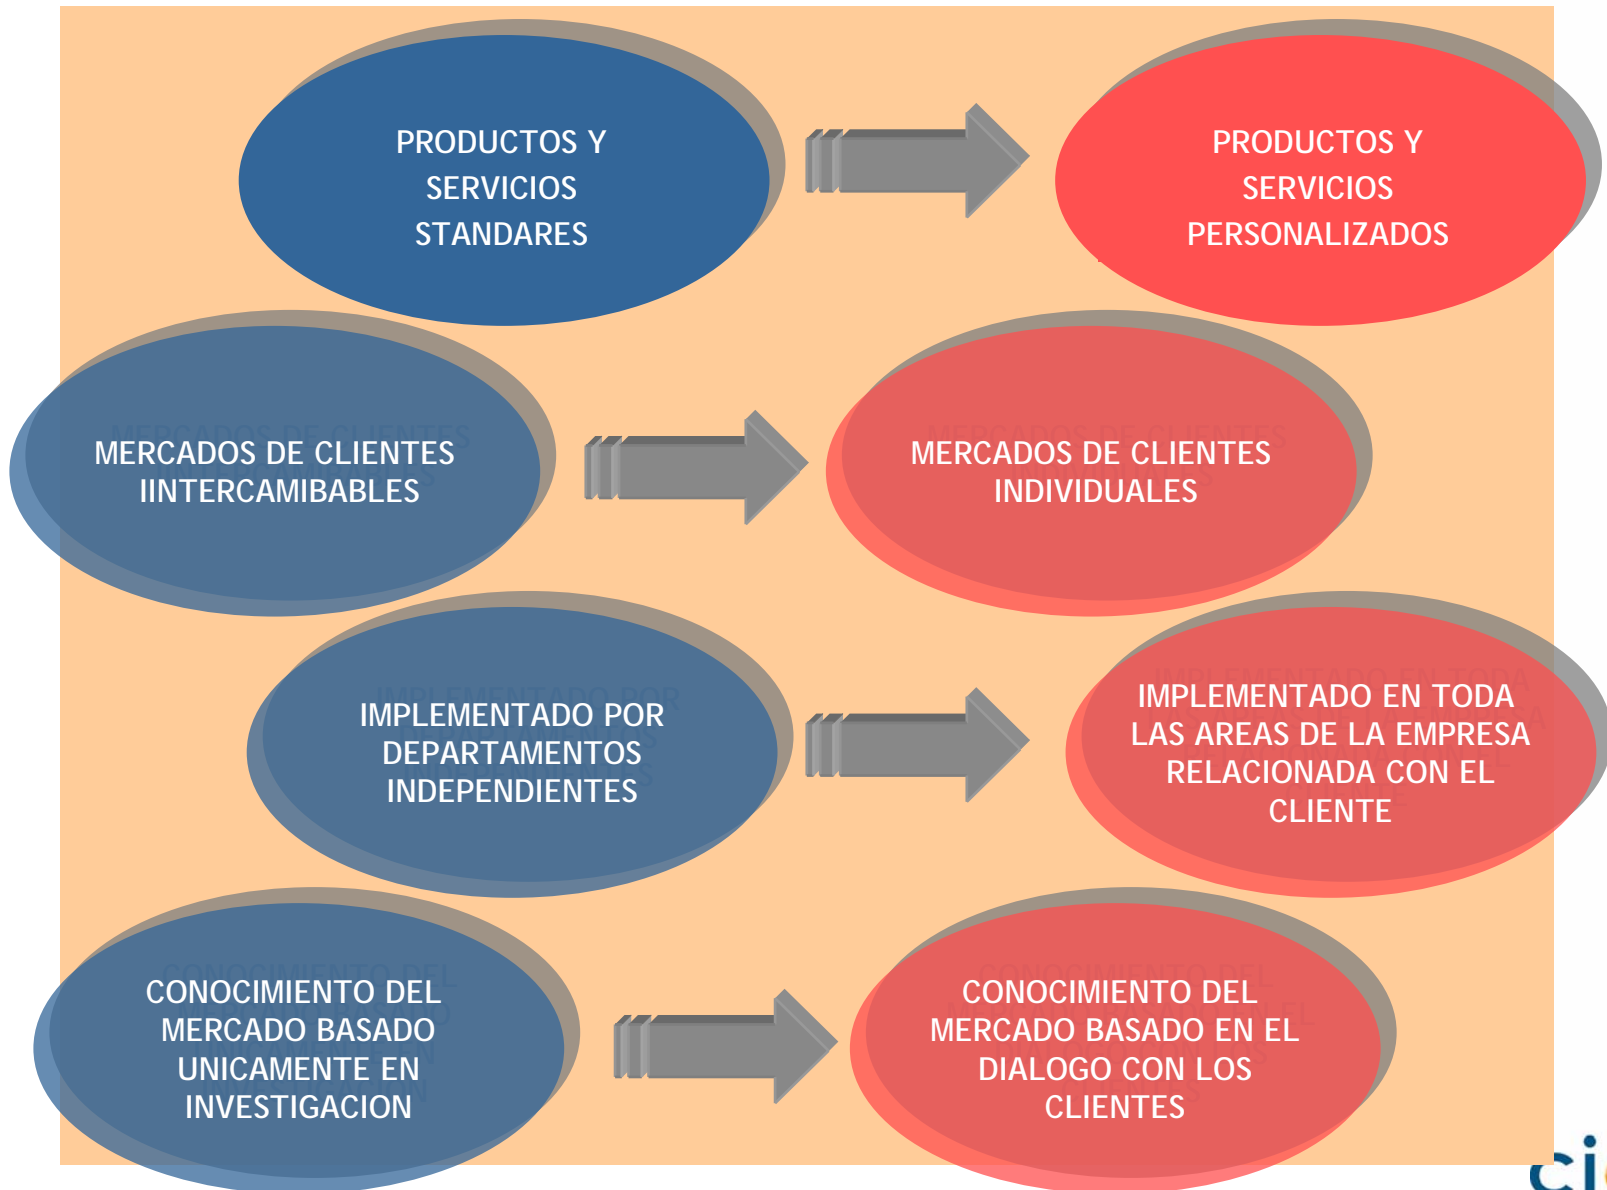 PRODUCTOS Y
SERVICIOS
STANDARES
PRODUCTOS Y
SERVICIOS
PERSONALIZADOS
MERCADOS DE CLIENTES
IINTERCAMIBABLES
MERCADOS DE CLIENTES
INDIVIDUALES
IMPLEMENTADO POR
DEPARTAMENTOS
INDEPENDIENTES
IMPLEMENTADO EN TODA
LAS AREAS DE LA EMPRESA
RELACIONADA CON EL
CLIENTE
CONOCIMIENTO DEL
MERCADO BASADO
UNICAMENTE EN
INVESTIGACION
CONOCIMIENTO DEL
MERCADO BASADO EN EL
DIALOGO CON LOS
CLIENTES